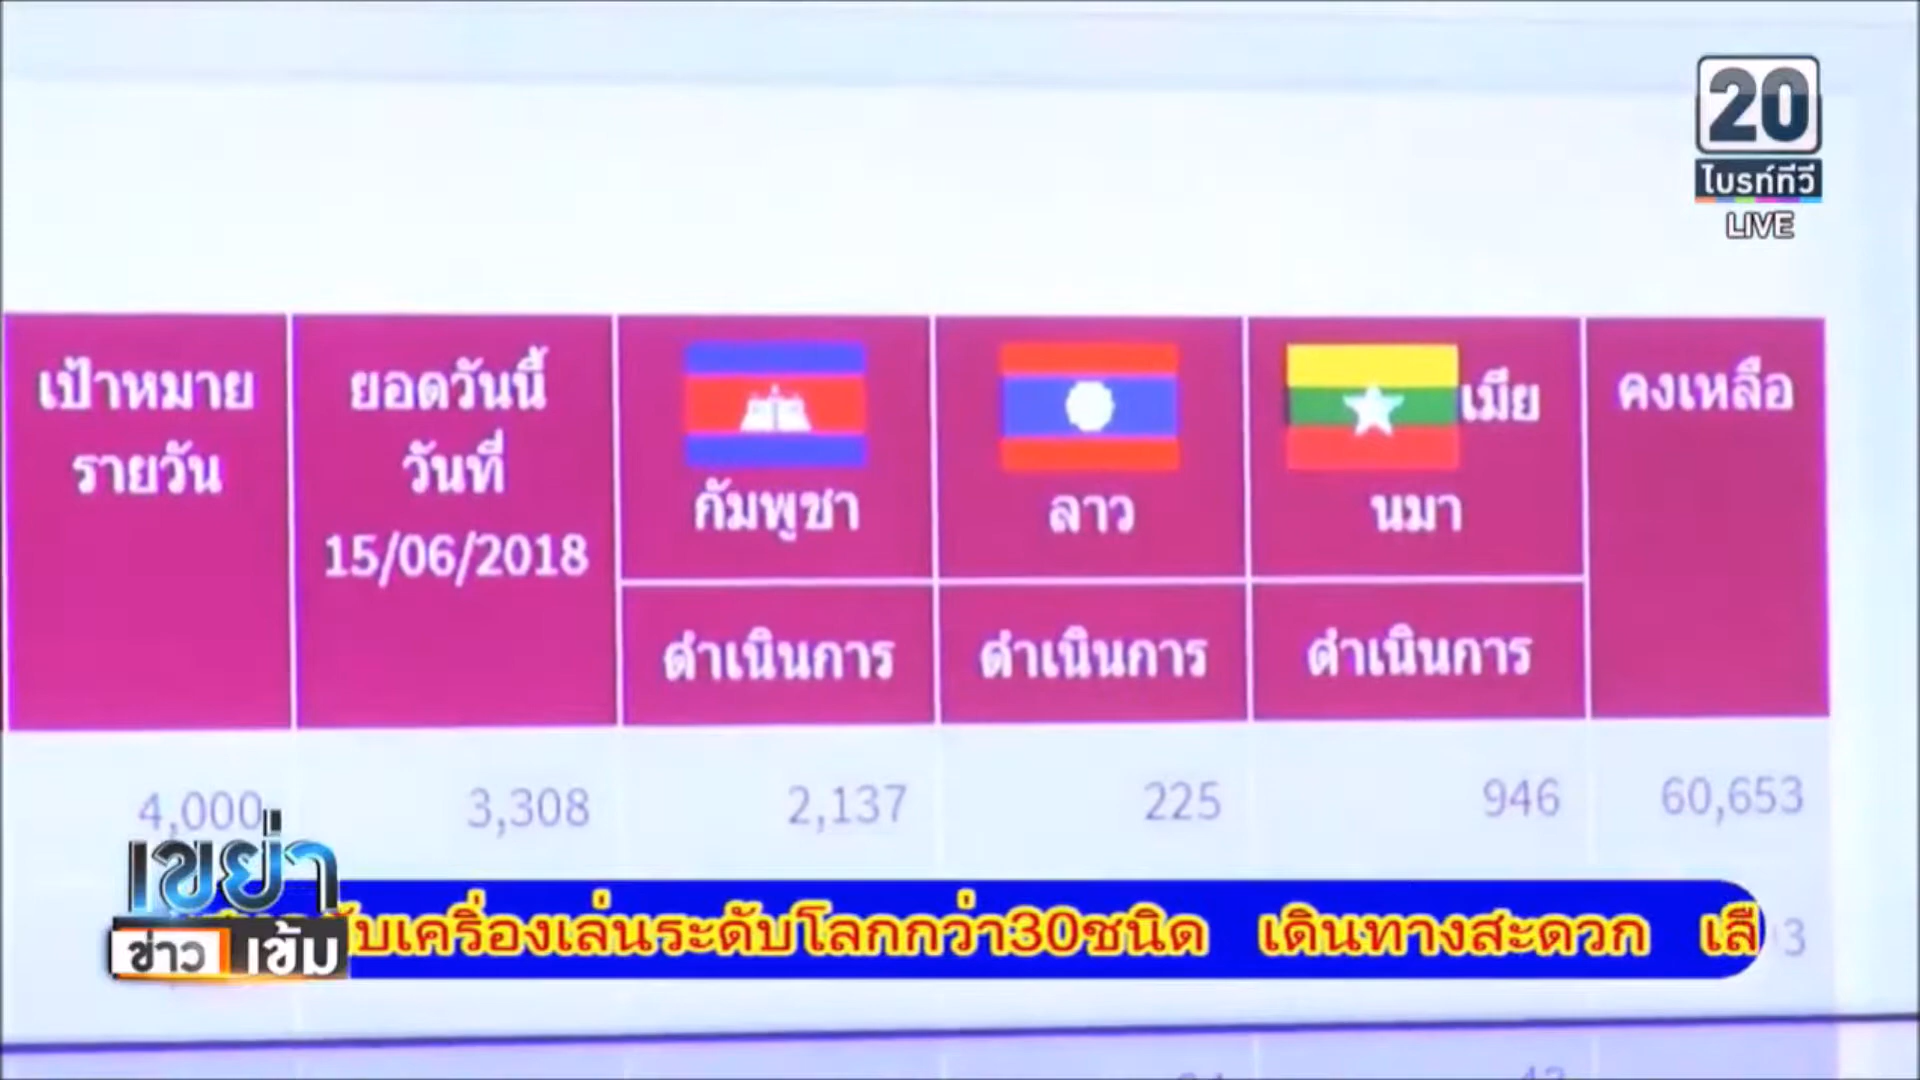 20
ไบรท์ทีวี
LIVE
เป้าหมาย
รายวัน
ยอดวันนี้
วันที่
15/06/2018
กัมพูชา
ลาว
เมีย
นมา
คงเหลือ
ดำเนินการ
ดำเนินการ
ดำเนินการ
4,000
3,308
2,137
225
946
60,653
เขย่า
ข่าว เข้ม
เครื่องเล่นระดับโลกกว่า30ชนิด เดินทางสะดวก